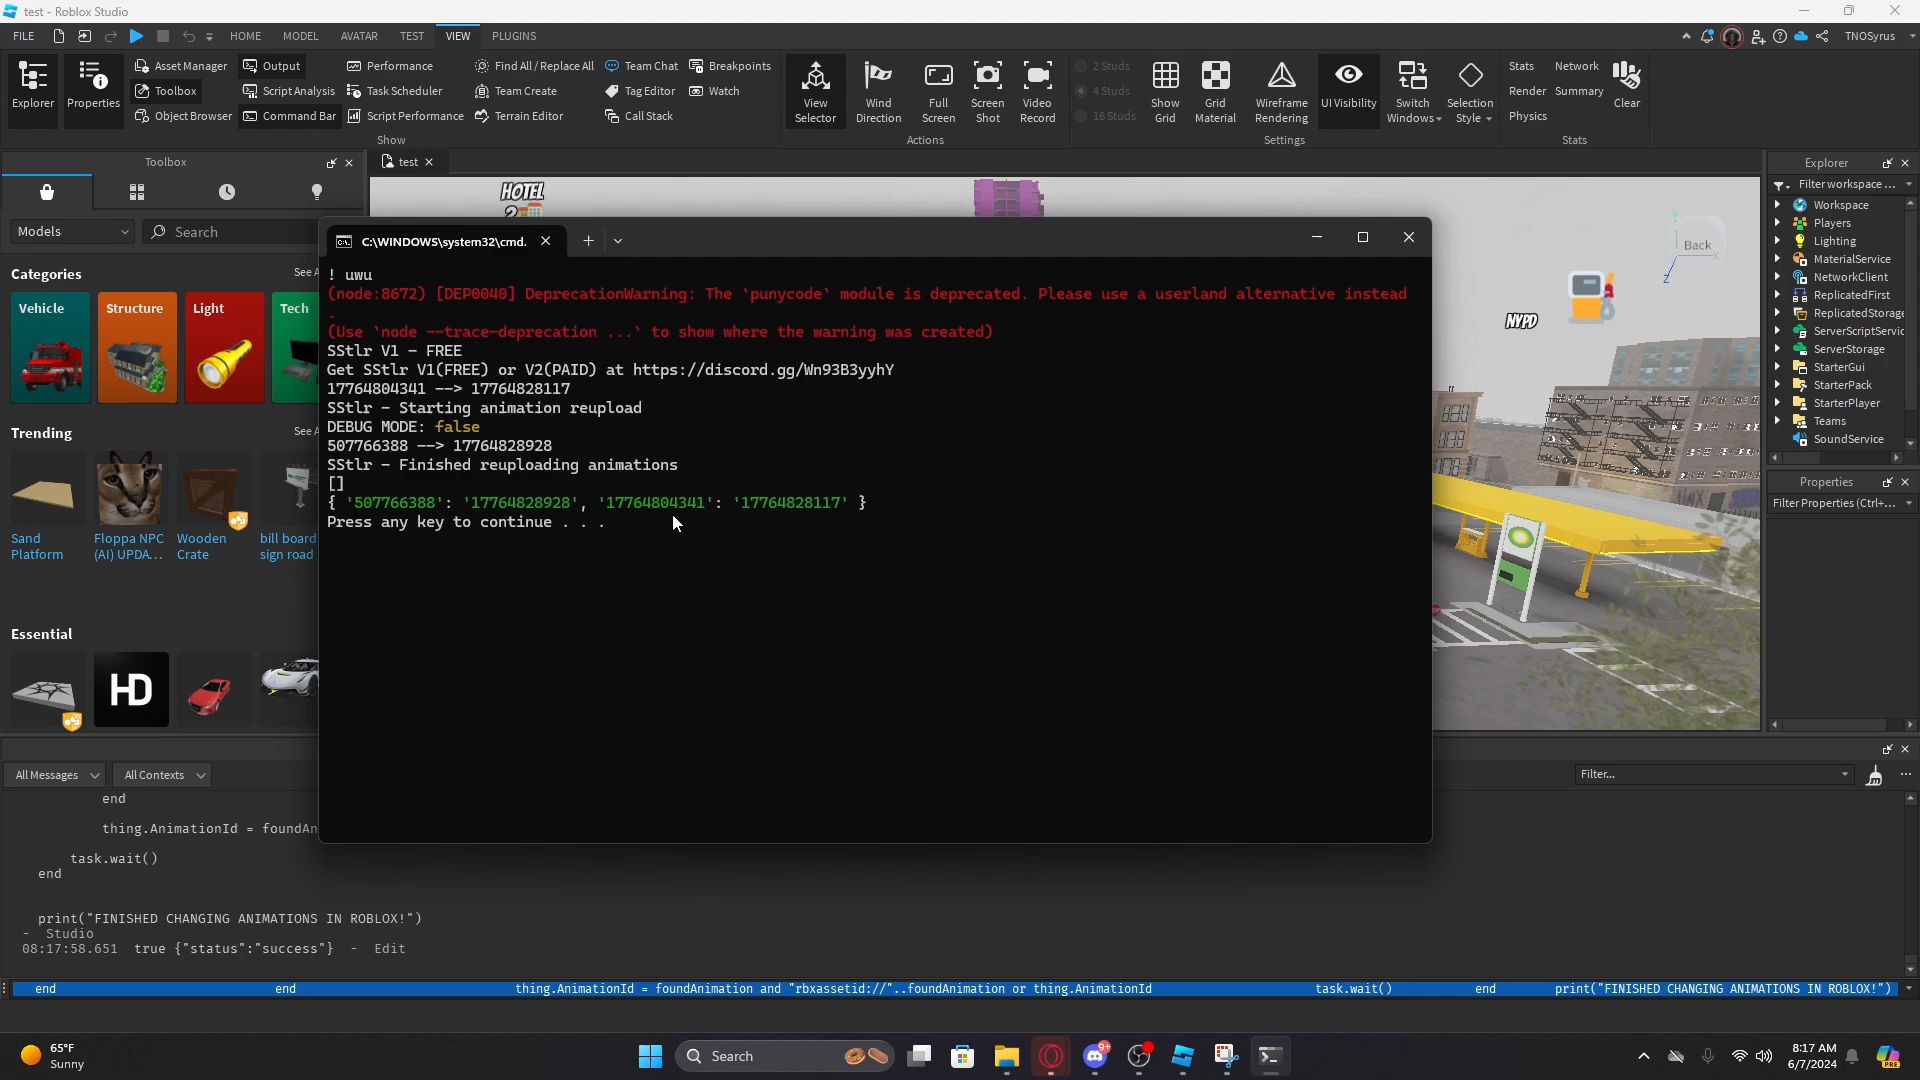 test - Roblox Studio
FILE HOME MODEL AVATAR TEST VIEW PLUGINS TNOSyrus
Asset Manager Output Performance Find All / Replace All Team Chat Breakpoints 2 Studs Stats Network
Toolbox Script Analysis Task Scheduler Team Create Tag Editor Watch 4 Studs Render Summary
Object Browser Command Bar Script Performance Terrain Editor Call Stack 16 Studs Physics
Explorer Properties
View Selector Wind Direction Full Screen Screen Shot Video Record
Show Grid Grid Material Wireframe Rendering UI Visibility Switch Windows Selection Style Clear
Show Actions Settings Stats
Toolbox test Explorer
Models Search
Filter workspace ...
HOTEL
2
Back
Y
X
Z
NYPD
Workspace
Players
Lighting
MaterialService
NetworkClient
ReplicatedFirst
ReplicatedStorage
ServerScriptServic
ServerStorage
StarterGui
StarterPack
StarterPlayer
Teams
SoundService
Properties
Filter Properties (Ctrl+...
Categories See A
Vehicle Structure Light Tech
Trending See A
Sand Platform
Floppa NPC (AI) UPDA...
Wooden Crate
bill board sign road
Essential
HD
C:\WINDOWS\system32\cmd.
! uwu
(node:8672) [DEP0040] DeprecationWarning: The `punycode` module is deprecated. Please use a userland alternative instead
.
(Use `node --trace-deprecation ...` to show where the warning was created)
SStlr V1 - FREE
Get SStlr V1(FREE) or V2(PAID) at https://discord.gg/Wn93B3yyhY
17764804341 --> 17764828117
SStlr - Starting animation reupload
DEBUG MODE: false
507766388 --> 17764828928
SStlr - Finished reuploading animations
[]
{ '507766388': '17764828928', '17764804341': '17764828117' }
Press any key to continue . . .
All Messages All Contexts Filter...
end
thing.AnimationId = foundAn
task.wait()
end
print("FINISHED CHANGING ANIMATIONS IN ROBLOX!")
- Studio
08:17:58.651 true {"status":"success"} - Edit
end end thing.AnimationId = foundAnimation and "rbxassetid://"..foundAnimation or thing.AnimationId task.wait() end print("FINISHED CHANGING ANIMATIONS IN ROBLOX!")
65°F
Sunny
Search
9+
8:17 AM
6/7/2024
PRE